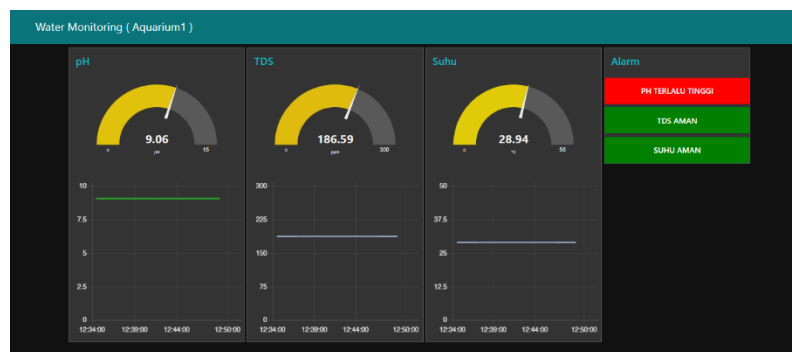 Water Monitoring ( Aquarium1 )
pH
9.06
0 pH 15
10
7.5
5
2.5
0
12:34:00 12:39:00 12:44:00 12:50:00
TDS
186.59
0 ppm 300
300
225
150
75
0
12:34:00 12:39:00 12:44:00 12:50:00
Suhu
28.94
0 50
50
37.5
25
12.5
0
12:34:00 12:39:00 12:44:00 12:50:00
Alarm
PH TERLALU TINGGI
TDS AMAN
SUHU AMAN